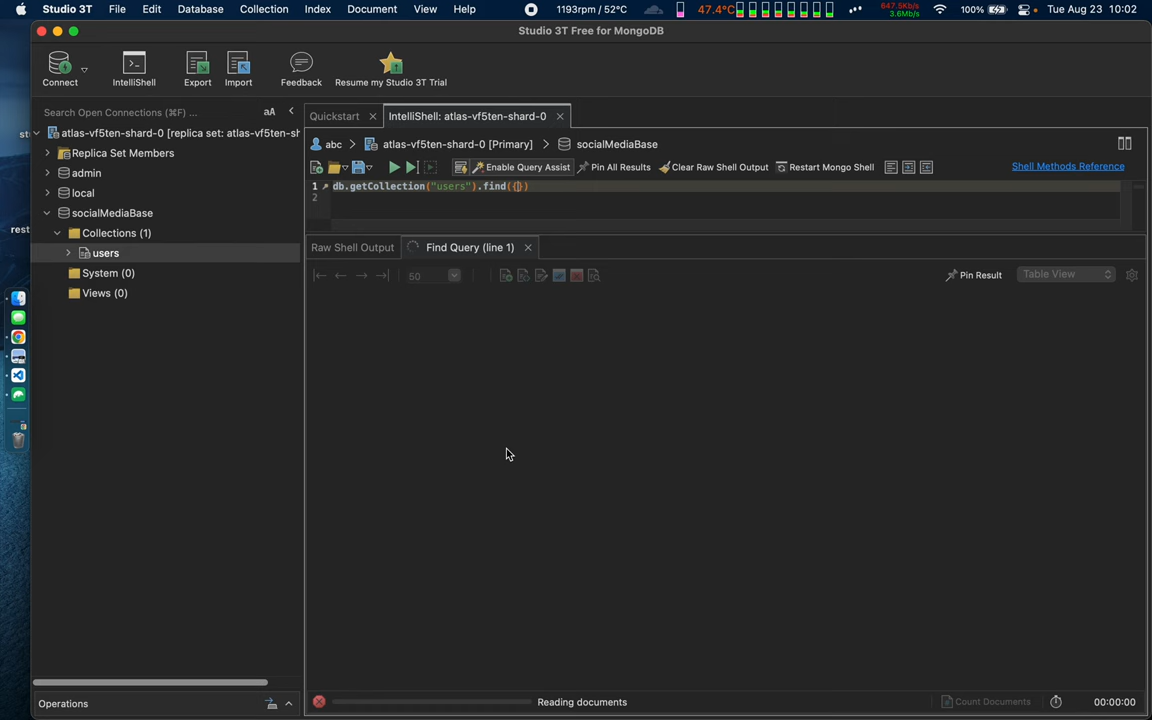 Studio 3T File Edit Database Collection Index Document View Help 1193rpm / 52°C 47.4°C 647.5Kb/s 3.6Mb/s 100% Tue Aug 23 10:02
Studio 3T Free for MongoDB
Connect IntelliShell Export Import Feedback Resume my Studio 3T Trial
Search Open Connections (⌘F) ... aA
Quickstart IntelliShell: atlas-vf5ten-shard-0
atlas-vf5ten-shard-0 [replica set: atlas-vf5ten-sh
abc atlas-vf5ten-shard-0 [Primary] socialMediaBase
Replica Set Members
Enable Query Assist Pin All Results Clear Raw Shell Output Restart Mongo Shell Shell Methods Reference
admin
1 db.getCollection("users").find({})
2
local
socialMediaBase
Collections (1)
rest
Raw Shell Output Find Query (line 1)
users
System (0)
50 Pin Result Table View
Views (0)
Operations
Reading documents Count Documents 00:00:00